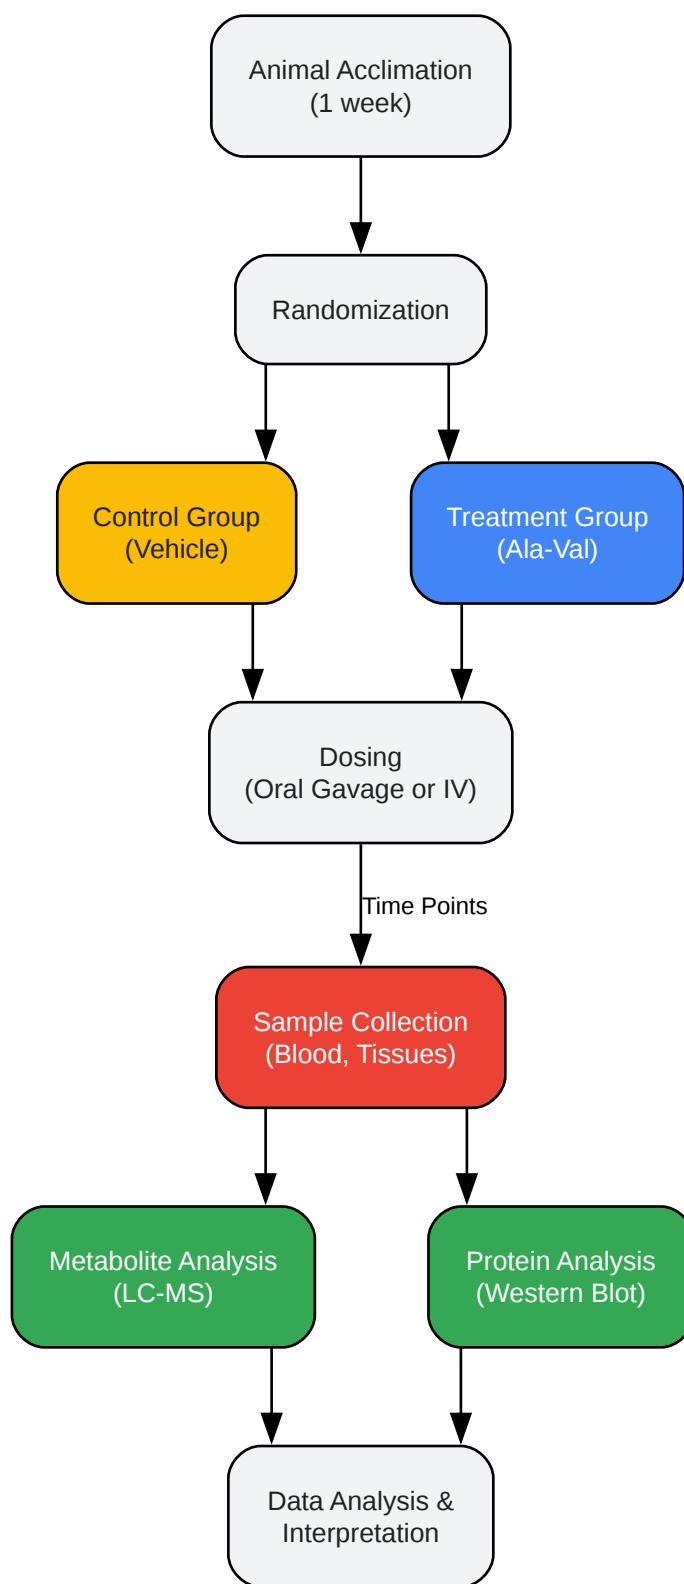 Animal Acclimation
(1 week)
Randomization
Control Group
(Vehicle)
Treatment Group
(Ala-Val)
Dosing
(Oral Gavage or IV)
Time Points
Sample Collection
(Blood, Tissues)
Metabolite Analysis
(LC-MS)
Protein Analysis
(Western Blot)
Data Analysis &
Interpretation